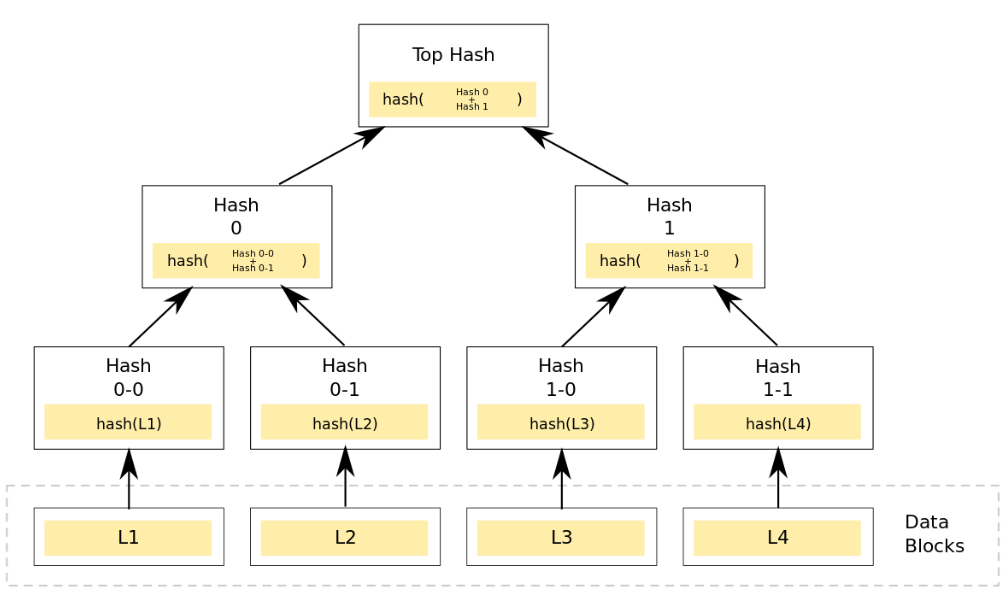 Top Hash
hash( Hash 0 + Hash 1 )
Hash
0
hash( Hash 0-0 + Hash 0-1 )
Hash
1
hash( Hash 1-0 + Hash 1-1 )
Hash
0-0
hash(L1)
Hash
0-1
hash(L2)
Hash
1-0
hash(L3)
Hash
1-1
hash(L4)
L1
L2
L3
L4
Data
Blocks